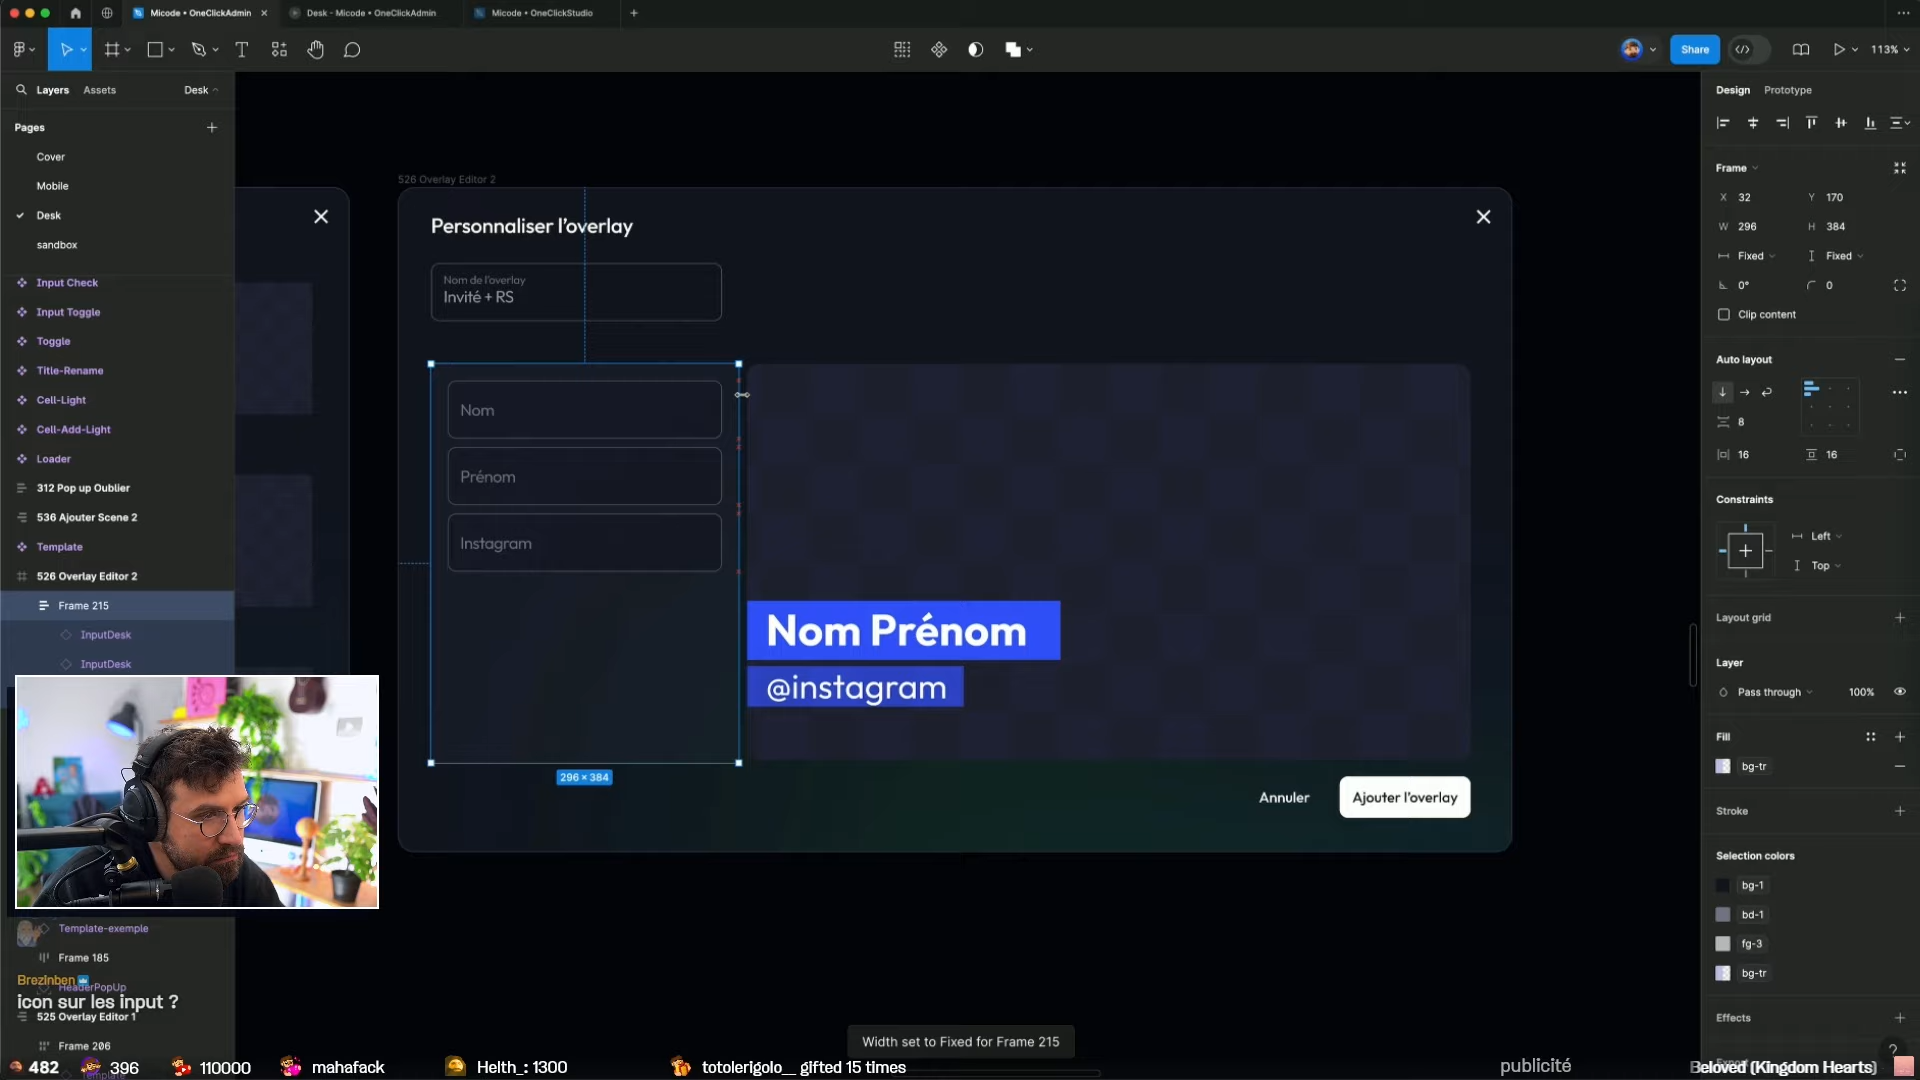 Micode • OneClickAdmin
Desk - Micode • OneClickAdmin
Micode • OneClickStudio
Share
113%
Layers
Assets
Desk
Pages
Cover
Mobile
Desk
sandbox
Input Check
Input Toggle
Toggle
Title-Rename
Cell-Light
Cell-Add-Light
Loader
312 Pop up Oublier
536 Ajouter Scene 2
Template
526 Overlay Editor 2
Frame 215
InputDesk
InputDesk
Template-exemple
Frame 185
HeaderPopUp
525 Overlay Editor 1
Frame 206
Brezinben
icon sur les input ?
526 Overlay Editor 2
Personnaliser l'overlay
Nom de l'overlay
Invité + RS
Nom
Prénom
Instagram
296 × 384
Nom Prénom
@instagram
Annuler
Ajouter l'overlay
Width set to Fixed for Frame 215
Design
Prototype
Frame
X 32
Y 170
W 296
H 384
Fixed
Fixed
0°
0
Clip content
Auto layout
8
16
16
Constraints
Left
Top
Layout grid
Layer
Pass through
100%
Fill
bg-tr
Stroke
Selection colors
bg-1
bd-1
fg-3
bg-tr
Effects
?
482
396
110000
mahafack
Helth_: 1300
totolerigolo__ gifted 15 times
publicité
Beloved (Kingdom Hearts)